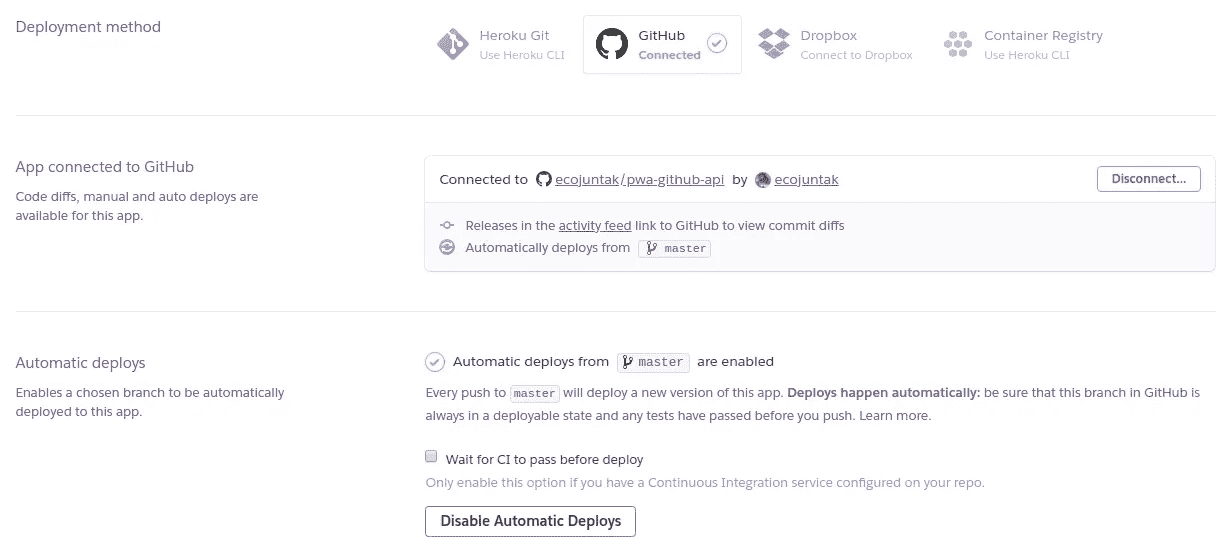 Deployment method
Heroku Git
Use Heroku CLI
GitHub
Connected
Dropbox
Connect to Dropbox
Container Registry
Use Heroku CLI
App connected to GitHub
Code diffs, manual and auto deploys are
available for this app.
Connected to ecojuntak/pwa-github-api by ecojuntak
Disconnect...
Releases in the activity feed link to GitHub to view commit diffs
Automatically deploys from master
Automatic deploys
Enables a chosen branch to be automatically
deployed to this app.
Automatic deploys from master are enabled
Every push to master will deploy a new version of this app. Deploys happen automatically: be sure that this branch in GitHub is
always in a deployable state and any tests have passed before you push. Learn more.
Wait for CI to pass before deploy
Only enable this option if you have a Continuous Integration service configured on your repo.
Disable Automatic Deploys